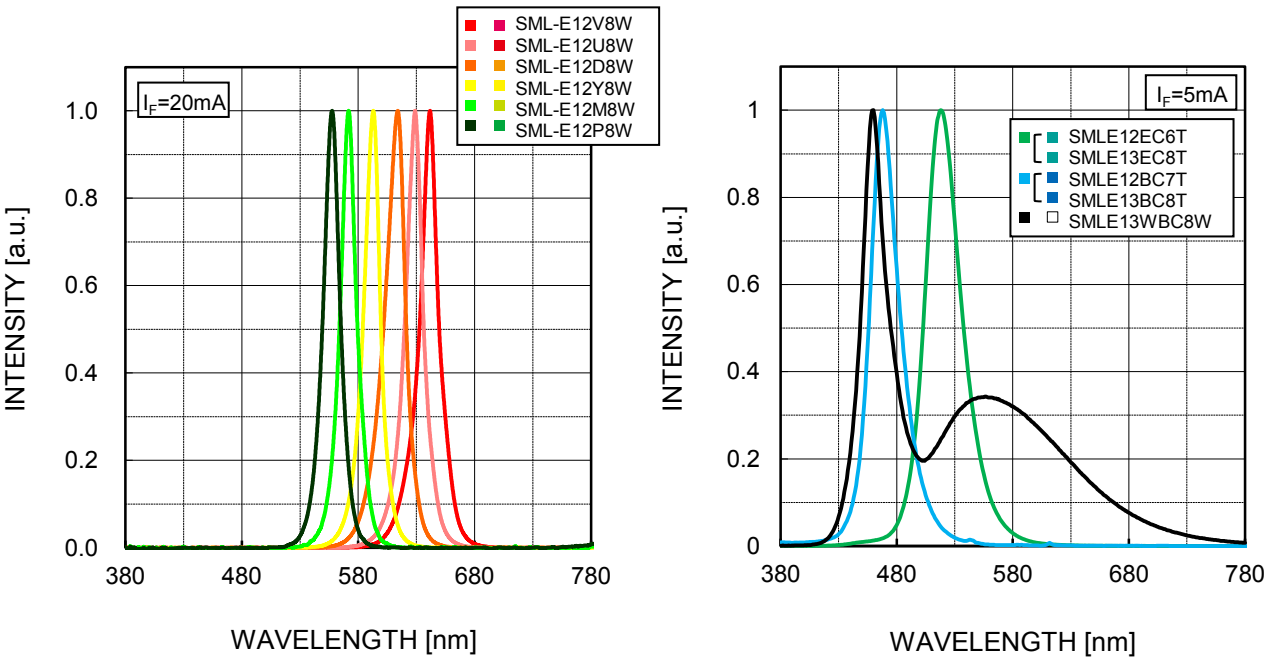 SML-E12V8W
SML-E12U8W
SML-E12D8W
SML-E12Y8W
SML-E12M8W
SML-E12P8W
IF=20mA
1.0
0.8
0.6
0.4
0.2
0.0
INTENSITY [a.u.]
380 480 580 680 780
WAVELENGTH [nm]
IF=5mA
SMLE12EC6T
SMLE13EC8T
SMLE12BC7T
SMLE13BC8T
SMLE13WBC8W
1
0.8
0.6
0.4
0.2
0
INTENSITY [a.u.]
380 480 580 680 780
WAVELENGTH [nm]